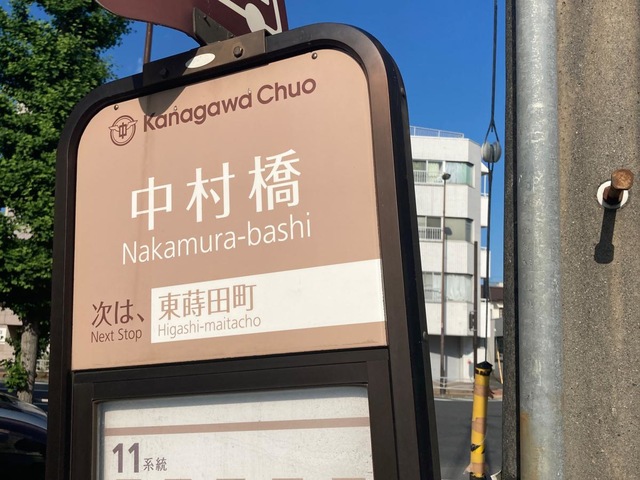 Kanagawa Chuo
中村橋
Nakamura-bashi
次は、
Next Stop
東蒔田町
Higashi-maitacho
11系統